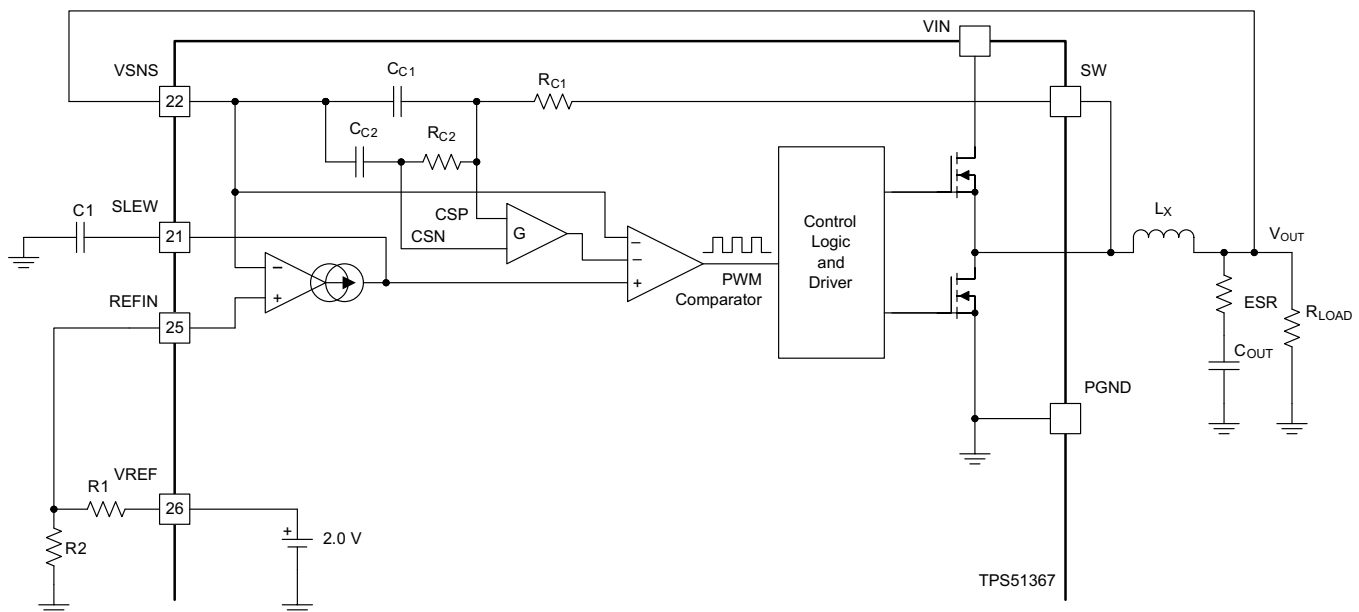 VIN
VSNS
SW
22
CC1
RC1
CC2
RC2
C1
SLEW
21
CSP
CSN
G
–
–
+
–
+
PWM
Comparator
Control
Logic
and
Driver
LX
VOUT
REFIN
25
ESR
RLOAD
COUT
PGND
VREF
R1
26
R2
+
2.0 V
TPS51367